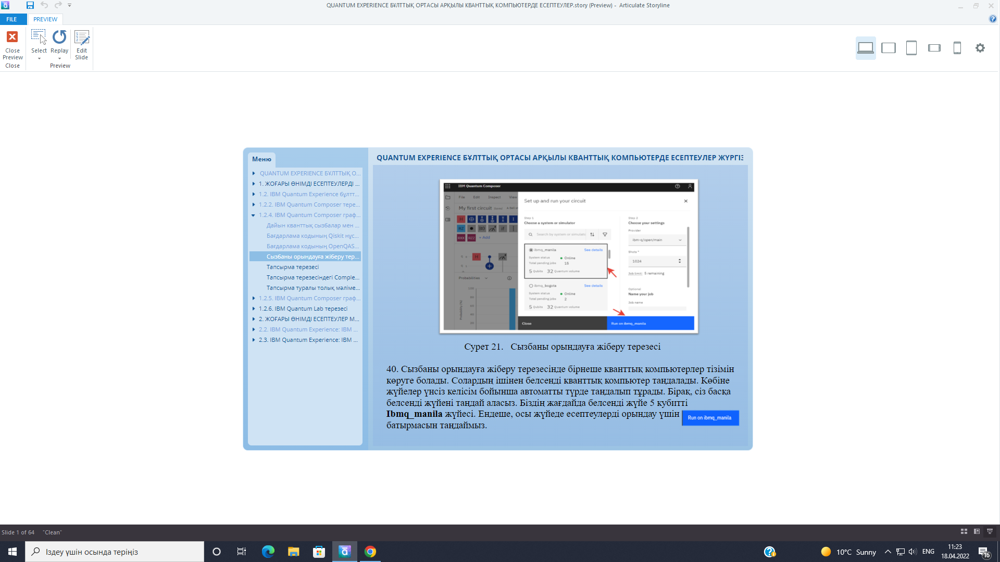 QUANTUM EXPERIENCE БҰЛТТЫҚ ОРТАСЫ АРҚЫЛЫ КВАНТТЫҚ КОМПЬЮТЕРДЕ ЕСЕПТЕУЛЕР.story (Preview) - Articulate Storyline
FILE
PREVIEW
Close Preview
Select
Replay
Edit Slide
Close
Preview
Меню
QUANTUM EXPERIENCE БҰЛТТЫҚ О...
1. ЖОҒАРЫ ӨНІМДІ ЕСЕПТЕУЛЕРДІ ...
1.2. IBM Quantum Experience бұлтт...
1.2.2. IBM Quantum Composer тере...
1.2.4. IBM Quantum Composer граф...
Дайын кванттық сызбалар мен ...
Бағдарлама кодының Qiskit нұс...
Бағдарлама кодының OpenQAS...
Сызбаны орындауға жіберу тер...
Тапсырма терезесі
Тапсырма терезесіндегі Comple...
Тапсырма туралы толық мәліме...
1.2.5. IBM Quantum Composer граф...
1.2.6. IBM Quantum Lab терезесі
2. ЖОҒАРЫ ӨНІМДІ ЕСЕПТЕУЛЕР М...
2.2. IBM Quantum Experience: IBM ...
2.3. IBM Quantum Experience: IBM ...
QUANTUM EXPERIENCE БҰЛТТЫҚ ОРТАСЫ АРҚЫЛЫ КВАНТТЫҚ КОМПЬЮТЕРДЕ ЕСЕПТЕУЛЕР ЖҮРГІЗ
IBM Quantum Composer
File Edit Inspect View
My first circuit Saved
H
RZ |0⟩ if
RXX RZZ + Add
H
Probabilities
Probability (%)
100
80
60
40
20
Set up and run your circuit
Step 1
Choose a system or simulator
Search by system or simulato
ibmq_manila See details
System status Online
Total pending jobs 15
5 Qubits 32 Quantum volume
ibmq_bogota See details
System status Online
Total pending jobs 2
5 Qubits 32 Quantum volume
Step 2
Choose your settings
Provider
ibm-q/open/main
Shots *
1024
Job limit: 5 remaining
Optional
Name your job
Job name
Close
Run on ibmq_manila
Сурет 21. Сызбаны орындауға жіберу терезесі
40. Сызбаны орындауға жіберу терезесінде бірнеше кванттық компьютерлер тізімін
көруге болады. Солардың ішінен белсенді кванттық компьютер таңдалады. Көбіне
жүйелер үнсіз келісім бойынша автоматты түрде таңдалып тұрады. Бірақ, сіз басқа
белсенді жүйені таңдай аласыз. Біздің жағдайда белсенді жүйе 5 кубитті
Ibmq_manila жүйесі. Ендеше, осы жүйеде есептеулерді орындау үшін Run on ibmq_manila
батырмасын таңдаймыз.
Slide 1 of 64 "Clean"
Іздеу үшін осында теріңіз
10°C Sunny
ENG
11:23
18.04.2022
16